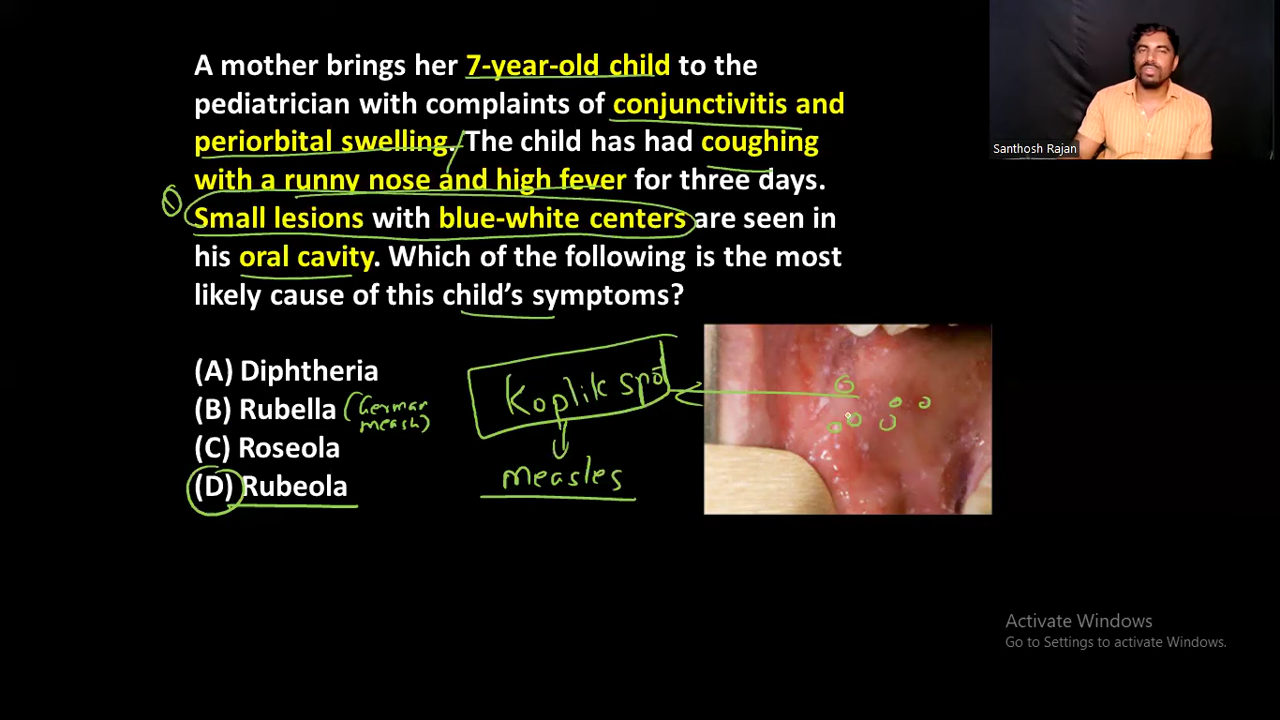 A mother brings her 7-year-old child to the
pediatrician with complaints of conjunctivitis and
periorbital swelling. The child has had coughing
with a runny nose and high fever for three days.
Small lesions with blue-white centers are seen in
his oral cavity. Which of the following is the most
likely cause of this child's symptoms?
(A) Diphtheria
(B) Rubella (German
(C) Roseola
(D) Rubeola
Koplik spot
measles
Santhosh Rajan
Activate Windows
Go to Settings to activate Windows.